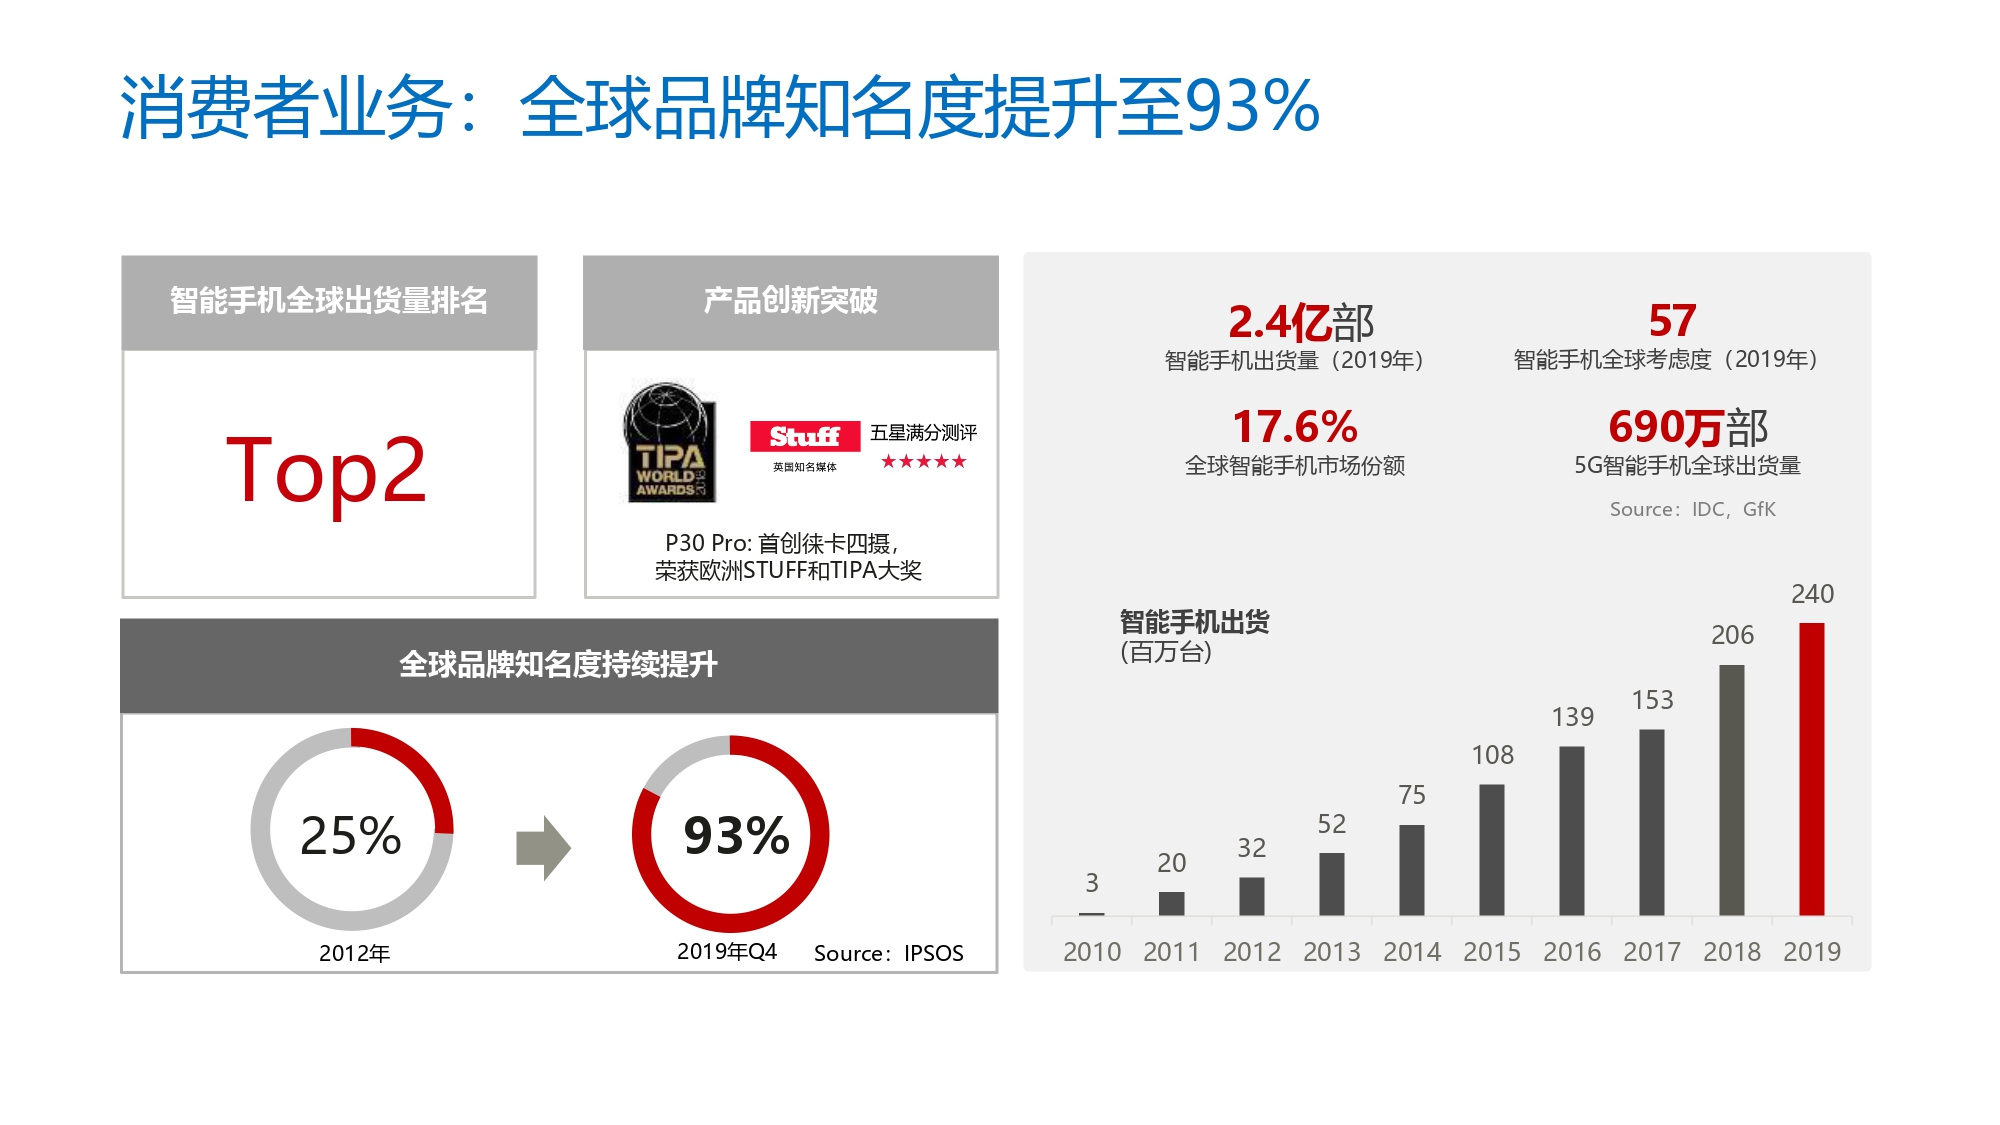 消费者业务：全球品牌知名度提升至93%
智能手机全球出货量排名
Top2
产品创新突破
TIPA
WORLD
AWARDS
Stuff
英国知名媒体
五星满分测评
★★★★★
P30 Pro: 首创徕卡四摄，
荣获欧洲STUFF和TIPA大奖
全球品牌知名度持续提升
25%
2012年
93%
2019年Q4
Source：IPSOS
2.4亿部
智能手机出货量（2019年）
57
智能手机全球考虑度（2019年）
17.6%
全球智能手机市场份额
690万部
5G智能手机全球出货量
Source：IDC，GfK
智能手机出货
(百万台)
3
20
32
52
75
108
139
153
206
240
2010 2011 2012 2013 2014 2015 2016 2017 2018 2019